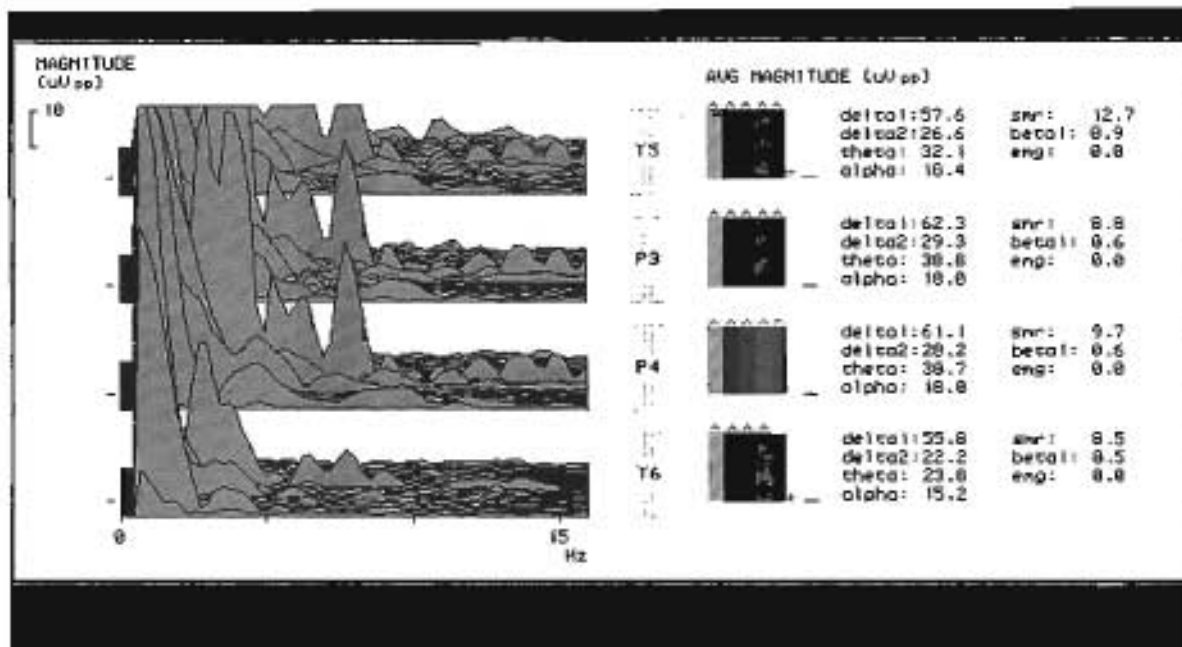 MAGNITUDE
(uV pp)
10
AVG MAGNITUDE (uV pp)
T5
delta1:57.6 smr: 12.7
delta2:26.6 beta1: 0.9
theta: 32.1 emg: 0.0
alpha: 16.4
P3
delta1:62.3 smr: 8.8
delta2:29.3 beta1: 0.6
theta: 38.8 emg: 0.0
alpha: 18.0
P4
delta1:61.1 smr: 9.7
delta2:28.2 beta1: 0.6
theta: 38.7 emg: 0.0
alpha: 18.0
T6
delta1:55.8 smr: 8.5
delta2:22.2 beta1: 8.5
theta: 23.8 emg: 0.0
alpha: 15.2
0 15
Hz